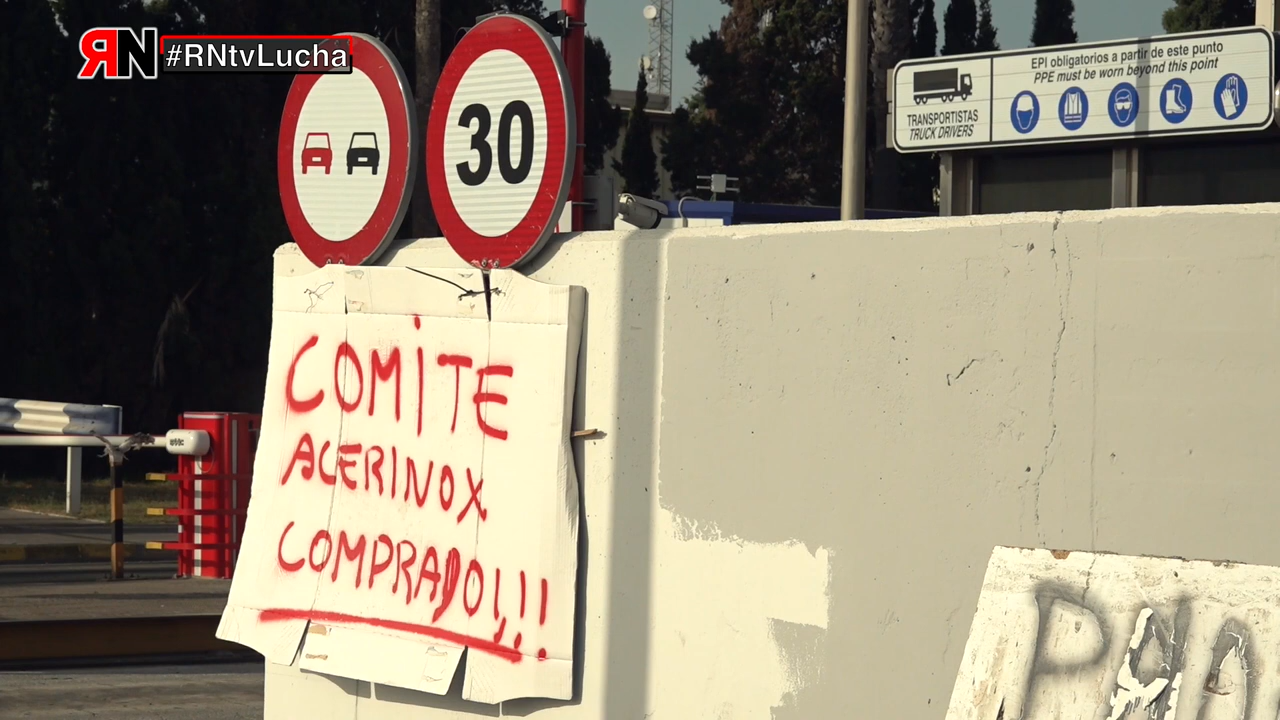 RN #RNtvLucha
30
EPI obligatorios a partir de este punto
PPE must be worn beyond this point
TRANSPORTISTAS
TRUCK DRIVERS
COMITE
ACERINOX
COMPRADO!!!